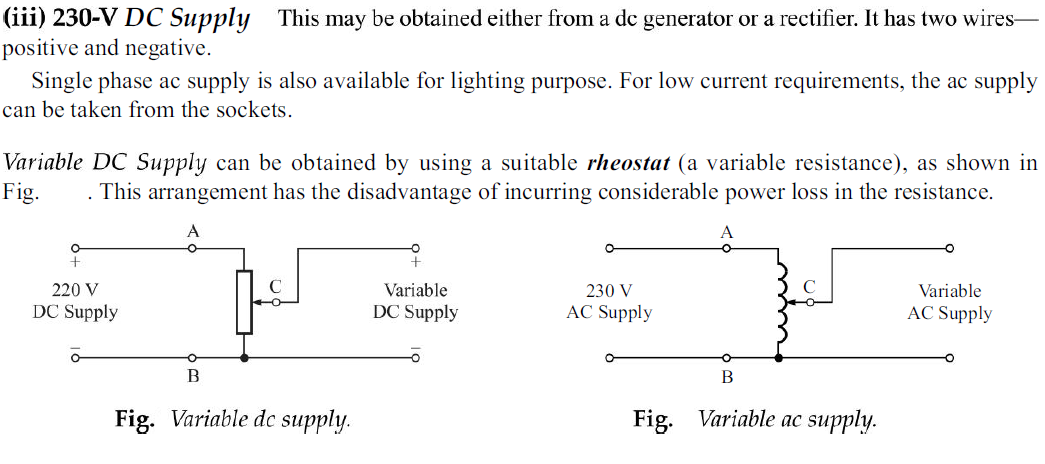 (iii) 230-V DC Supply This may be obtained either from a dc generator or a rectifier. It has two wires—
positive and negative.
Single phase ac supply is also available for lighting purpose. For low current requirements, the ac supply
can be taken from the sockets.
Variable DC Supply can be obtained by using a suitable rheostat (a variable resistance), as shown in
Fig. . This arrangement has the disadvantage of incurring considerable power loss in the resistance.
A
+
220 V
DC Supply
–
B
C
+
Variable
DC Supply
–
Fig. Variable dc supply.
A
230 V
AC Supply
B
C
Variable
AC Supply
Fig. Variable ac supply.